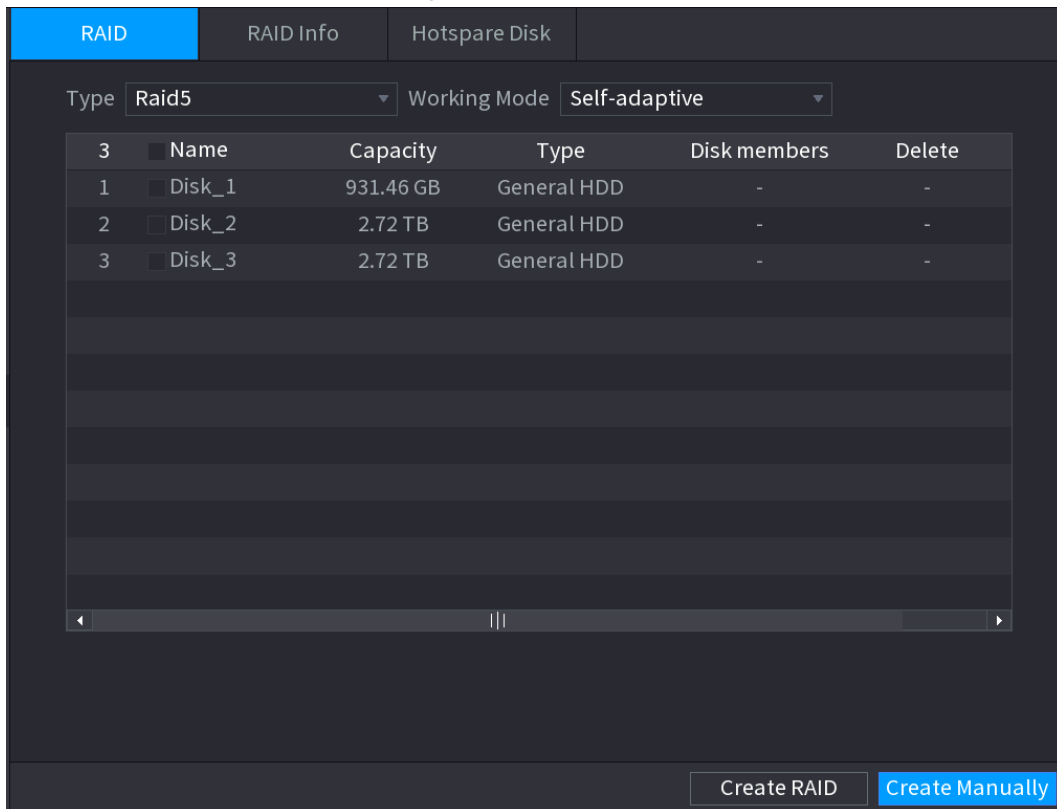 RAID RAID Info Hotspare Disk
Type Raid5 Working Mode Self-adaptive
3 Name Capacity Type Disk members Delete
1 Disk_1 931.46 GB General HDD - -
2 Disk_2 2.72 TB General HDD - -
3 Disk_3 2.72 TB General HDD - -
Create RAID Create Manually